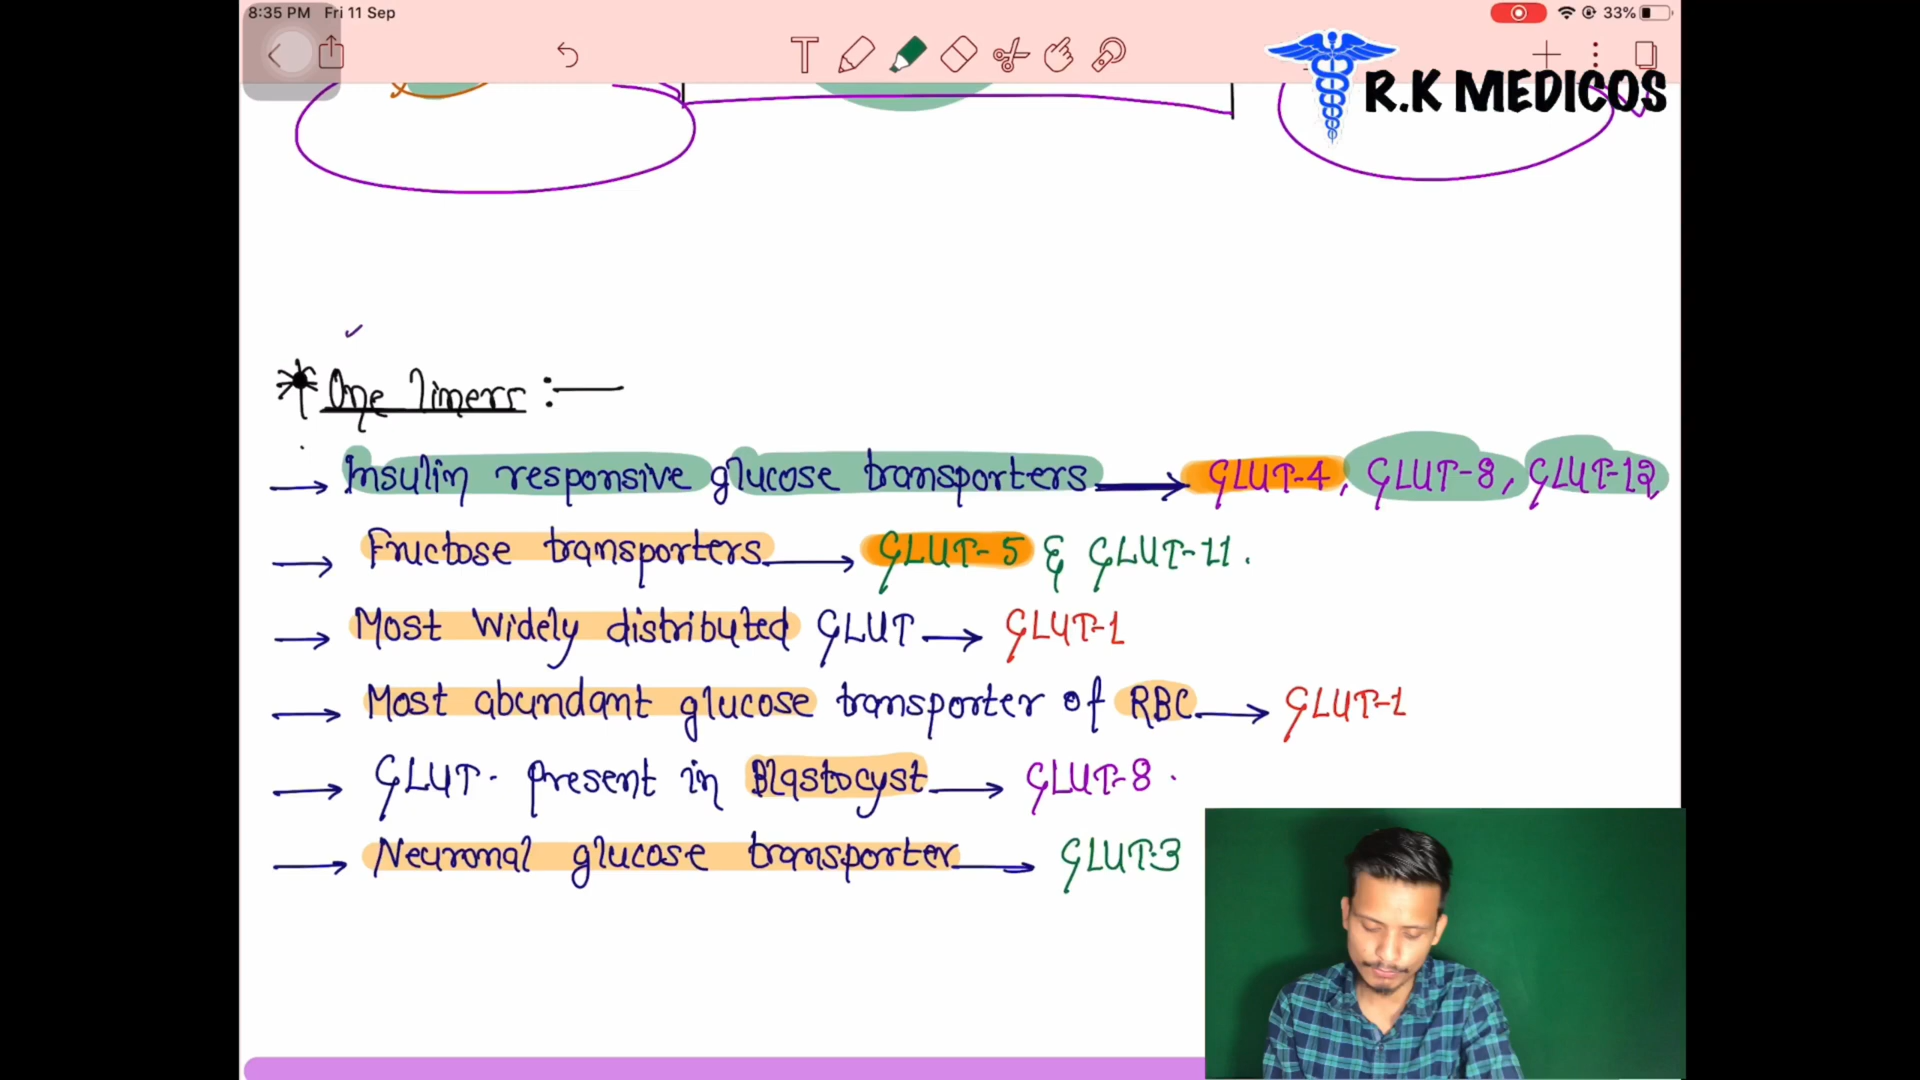 8:35 PM Fri 11 Sep 33%
T
R.K MEDICOS
One liners :—
→ Insulin responsive glucose transporters → GLUT-4, GLUT-8, GLUT-12
→ Fructose transporters → GLUT-5 & GLUT-11.
→ Most widely distributed GLUT → GLUT-1
→ Most abundant glucose transporter of RBC → GLUT-1
→ GLUT- present in Blastocyst → GLUT-8.
→ Neuronal glucose transporter → GLUT-3